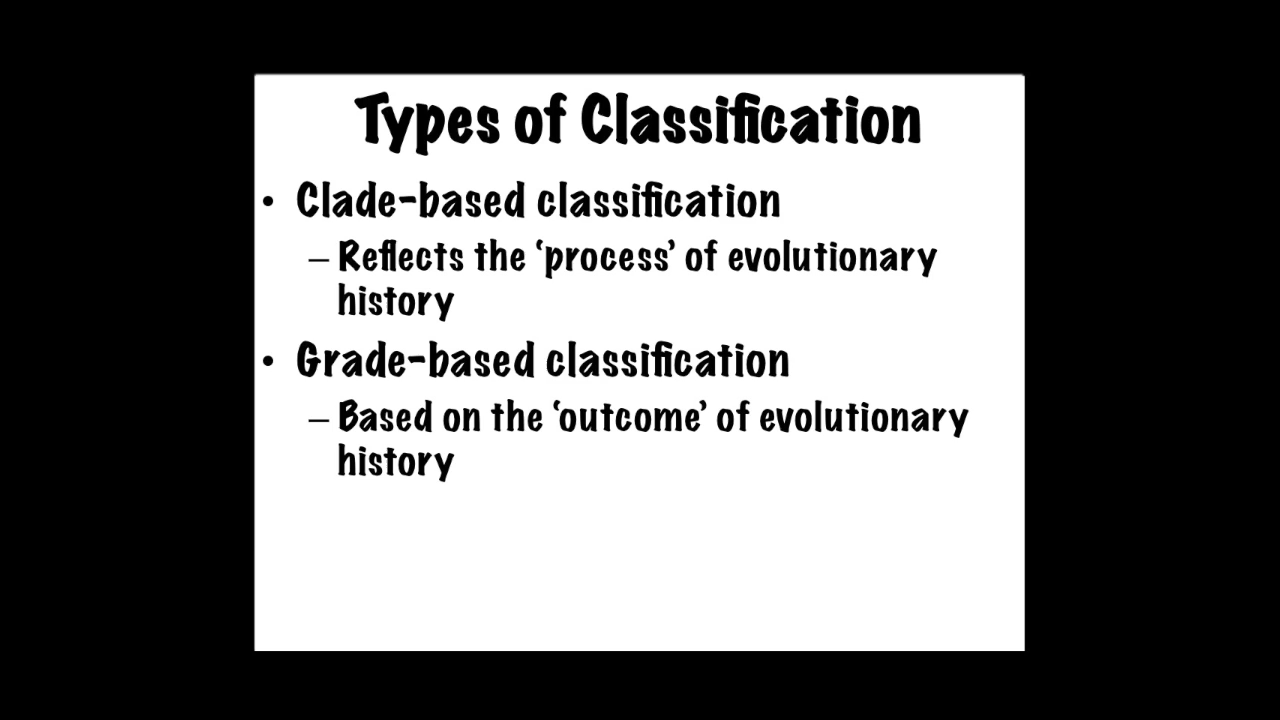 Types of Classification
• Clade-based classification
– Reflects the ‘process’ of evolutionary
history
• Grade-based classification
– Based on the ‘outcome’ of evolutionary
history